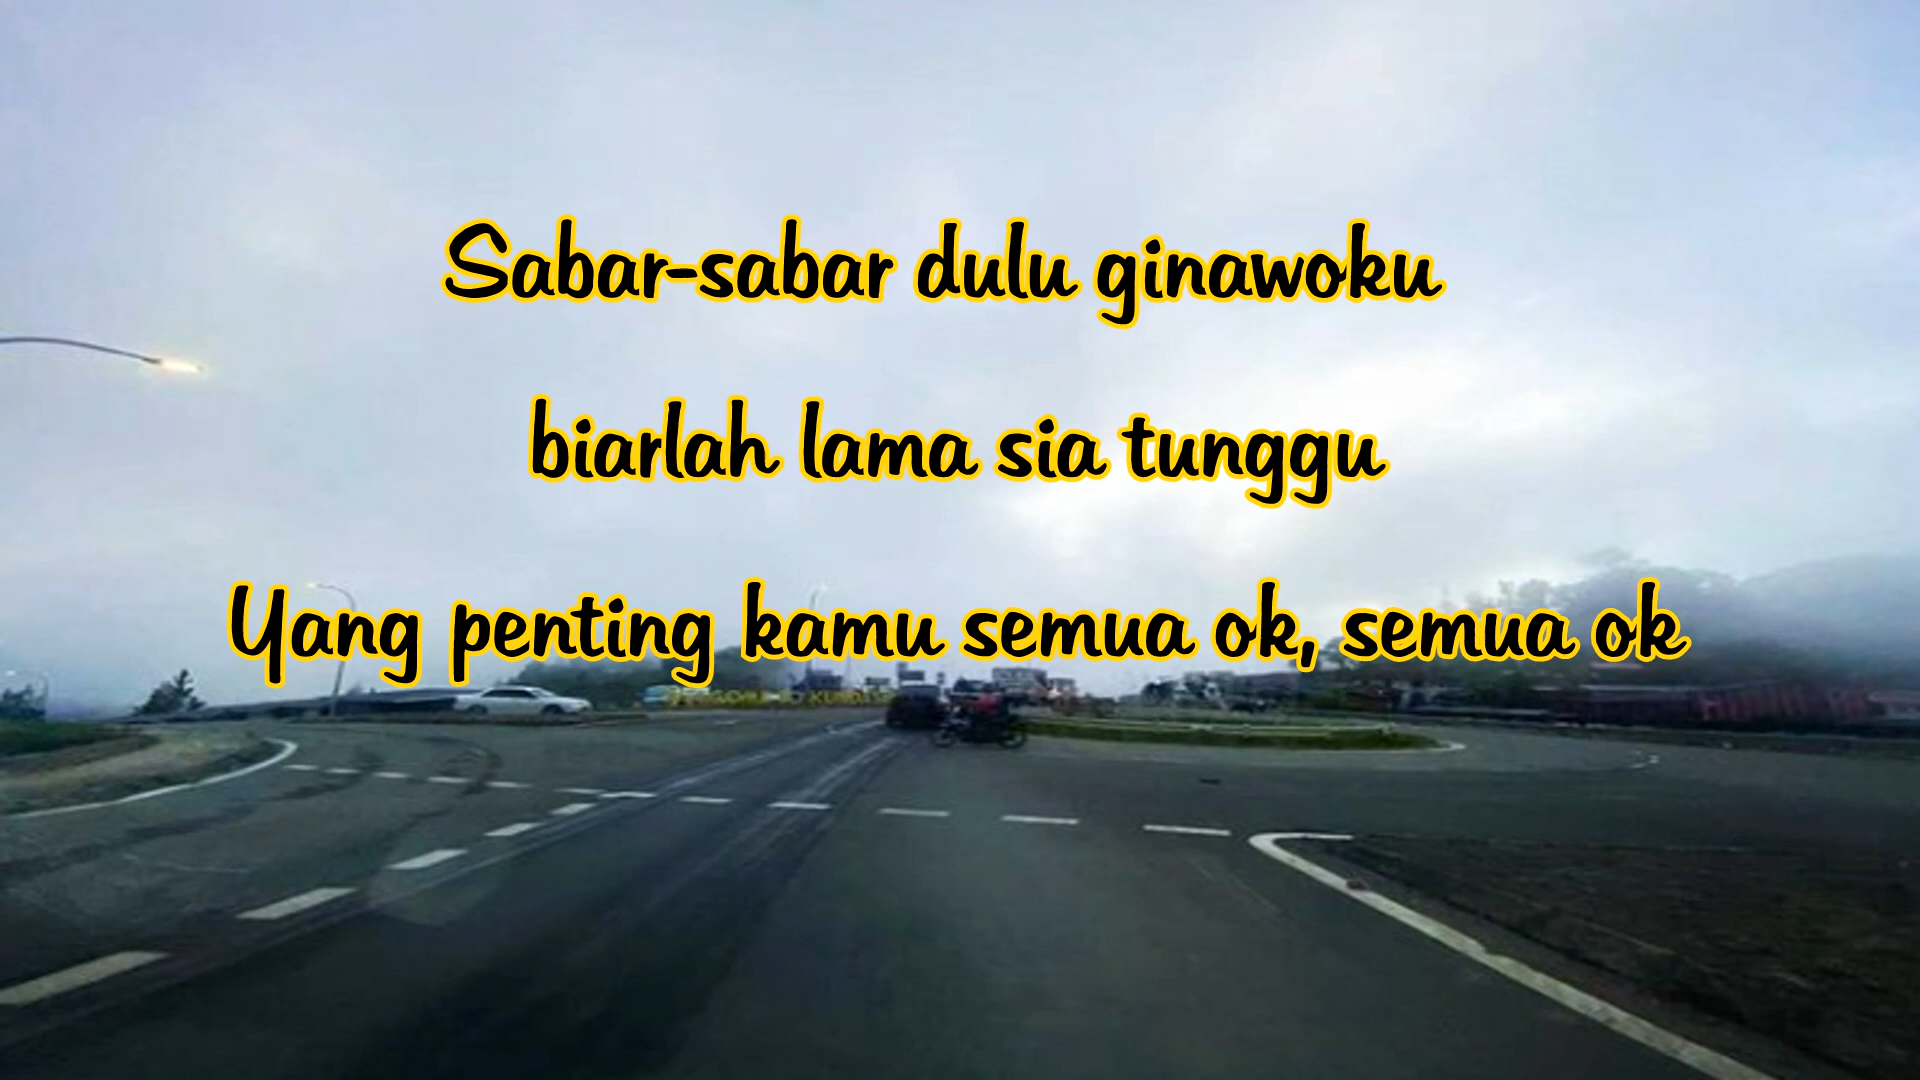 Sabar-sabar dulu ginawoku
biarlah lama sia tunggu
Yang penting kamu semua ok, semua ok